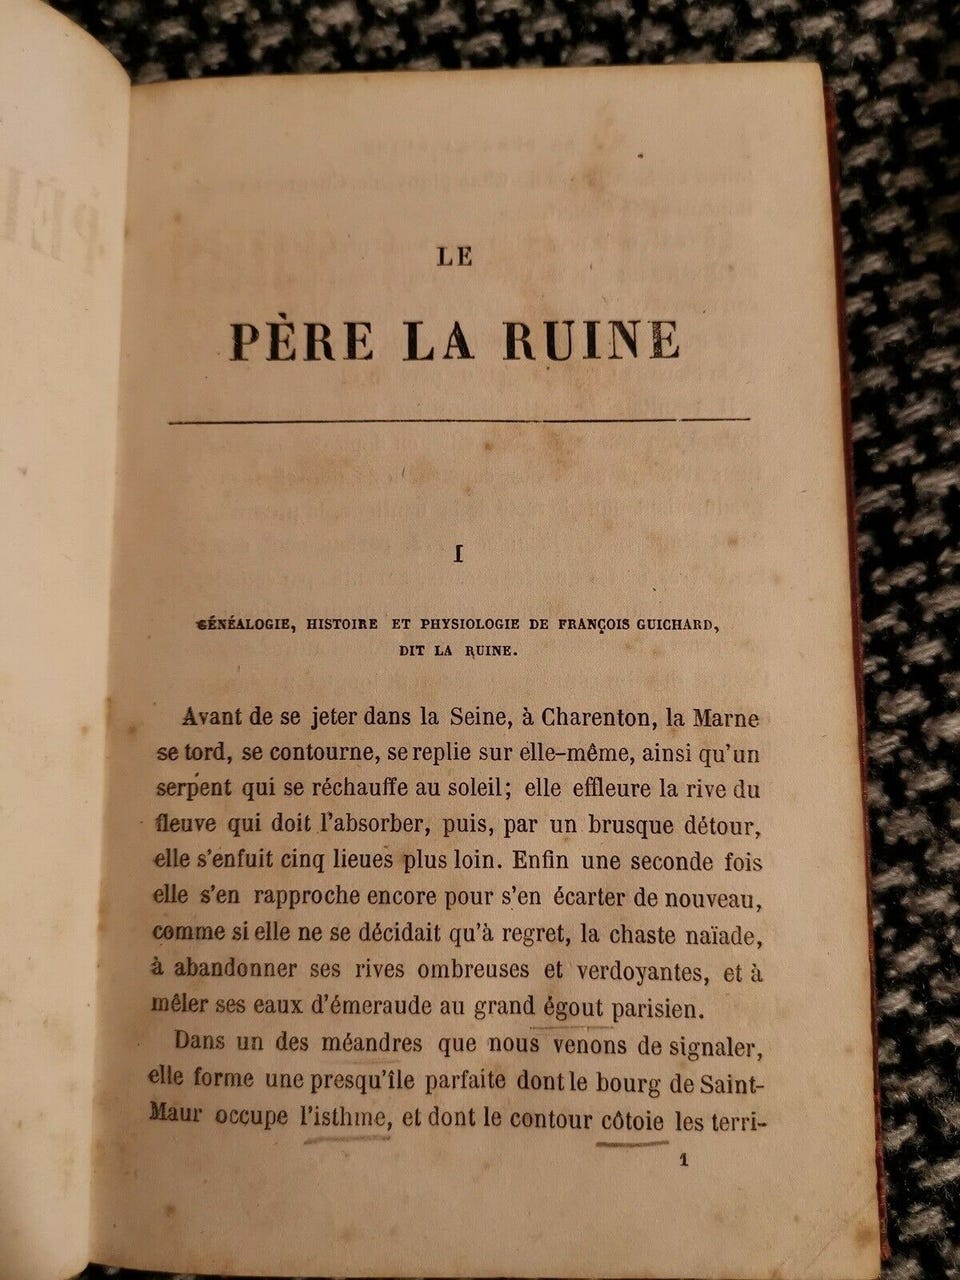 LE
PÈRE LA RUINE
I
GÉNÉALOGIE, HISTOIRE ET PHYSIOLOGIE DE FRANÇOIS GUICHARD,
DIT LA RUINE.
Avant de se jeter dans la Seine, à Charenton, la Marne
se tord, se contourne, se replie sur elle-même, ainsi qu'un
serpent qui se réchauffe au soleil; elle effleure la rive du
fleuve qui doit l'absorber, puis, par un brusque détour,
elle s'enfuit cinq lieues plus loin. Enfin une seconde fois
elle s'en rapproche encore pour s'en écarter de nouveau,
comme si elle ne se décidait qu'à regret, la chaste naïade,
à abandonner ses rives ombreuses et verdoyantes, et à
mêler ses eaux d'émeraude au grand égout parisien.
Dans un des méandres que nous venons de signaler,
elle forme une presqu'île parfaite dont le bourg de Saint-
Maur occupe l'isthme, et dont le contour côtoie les terri-
1